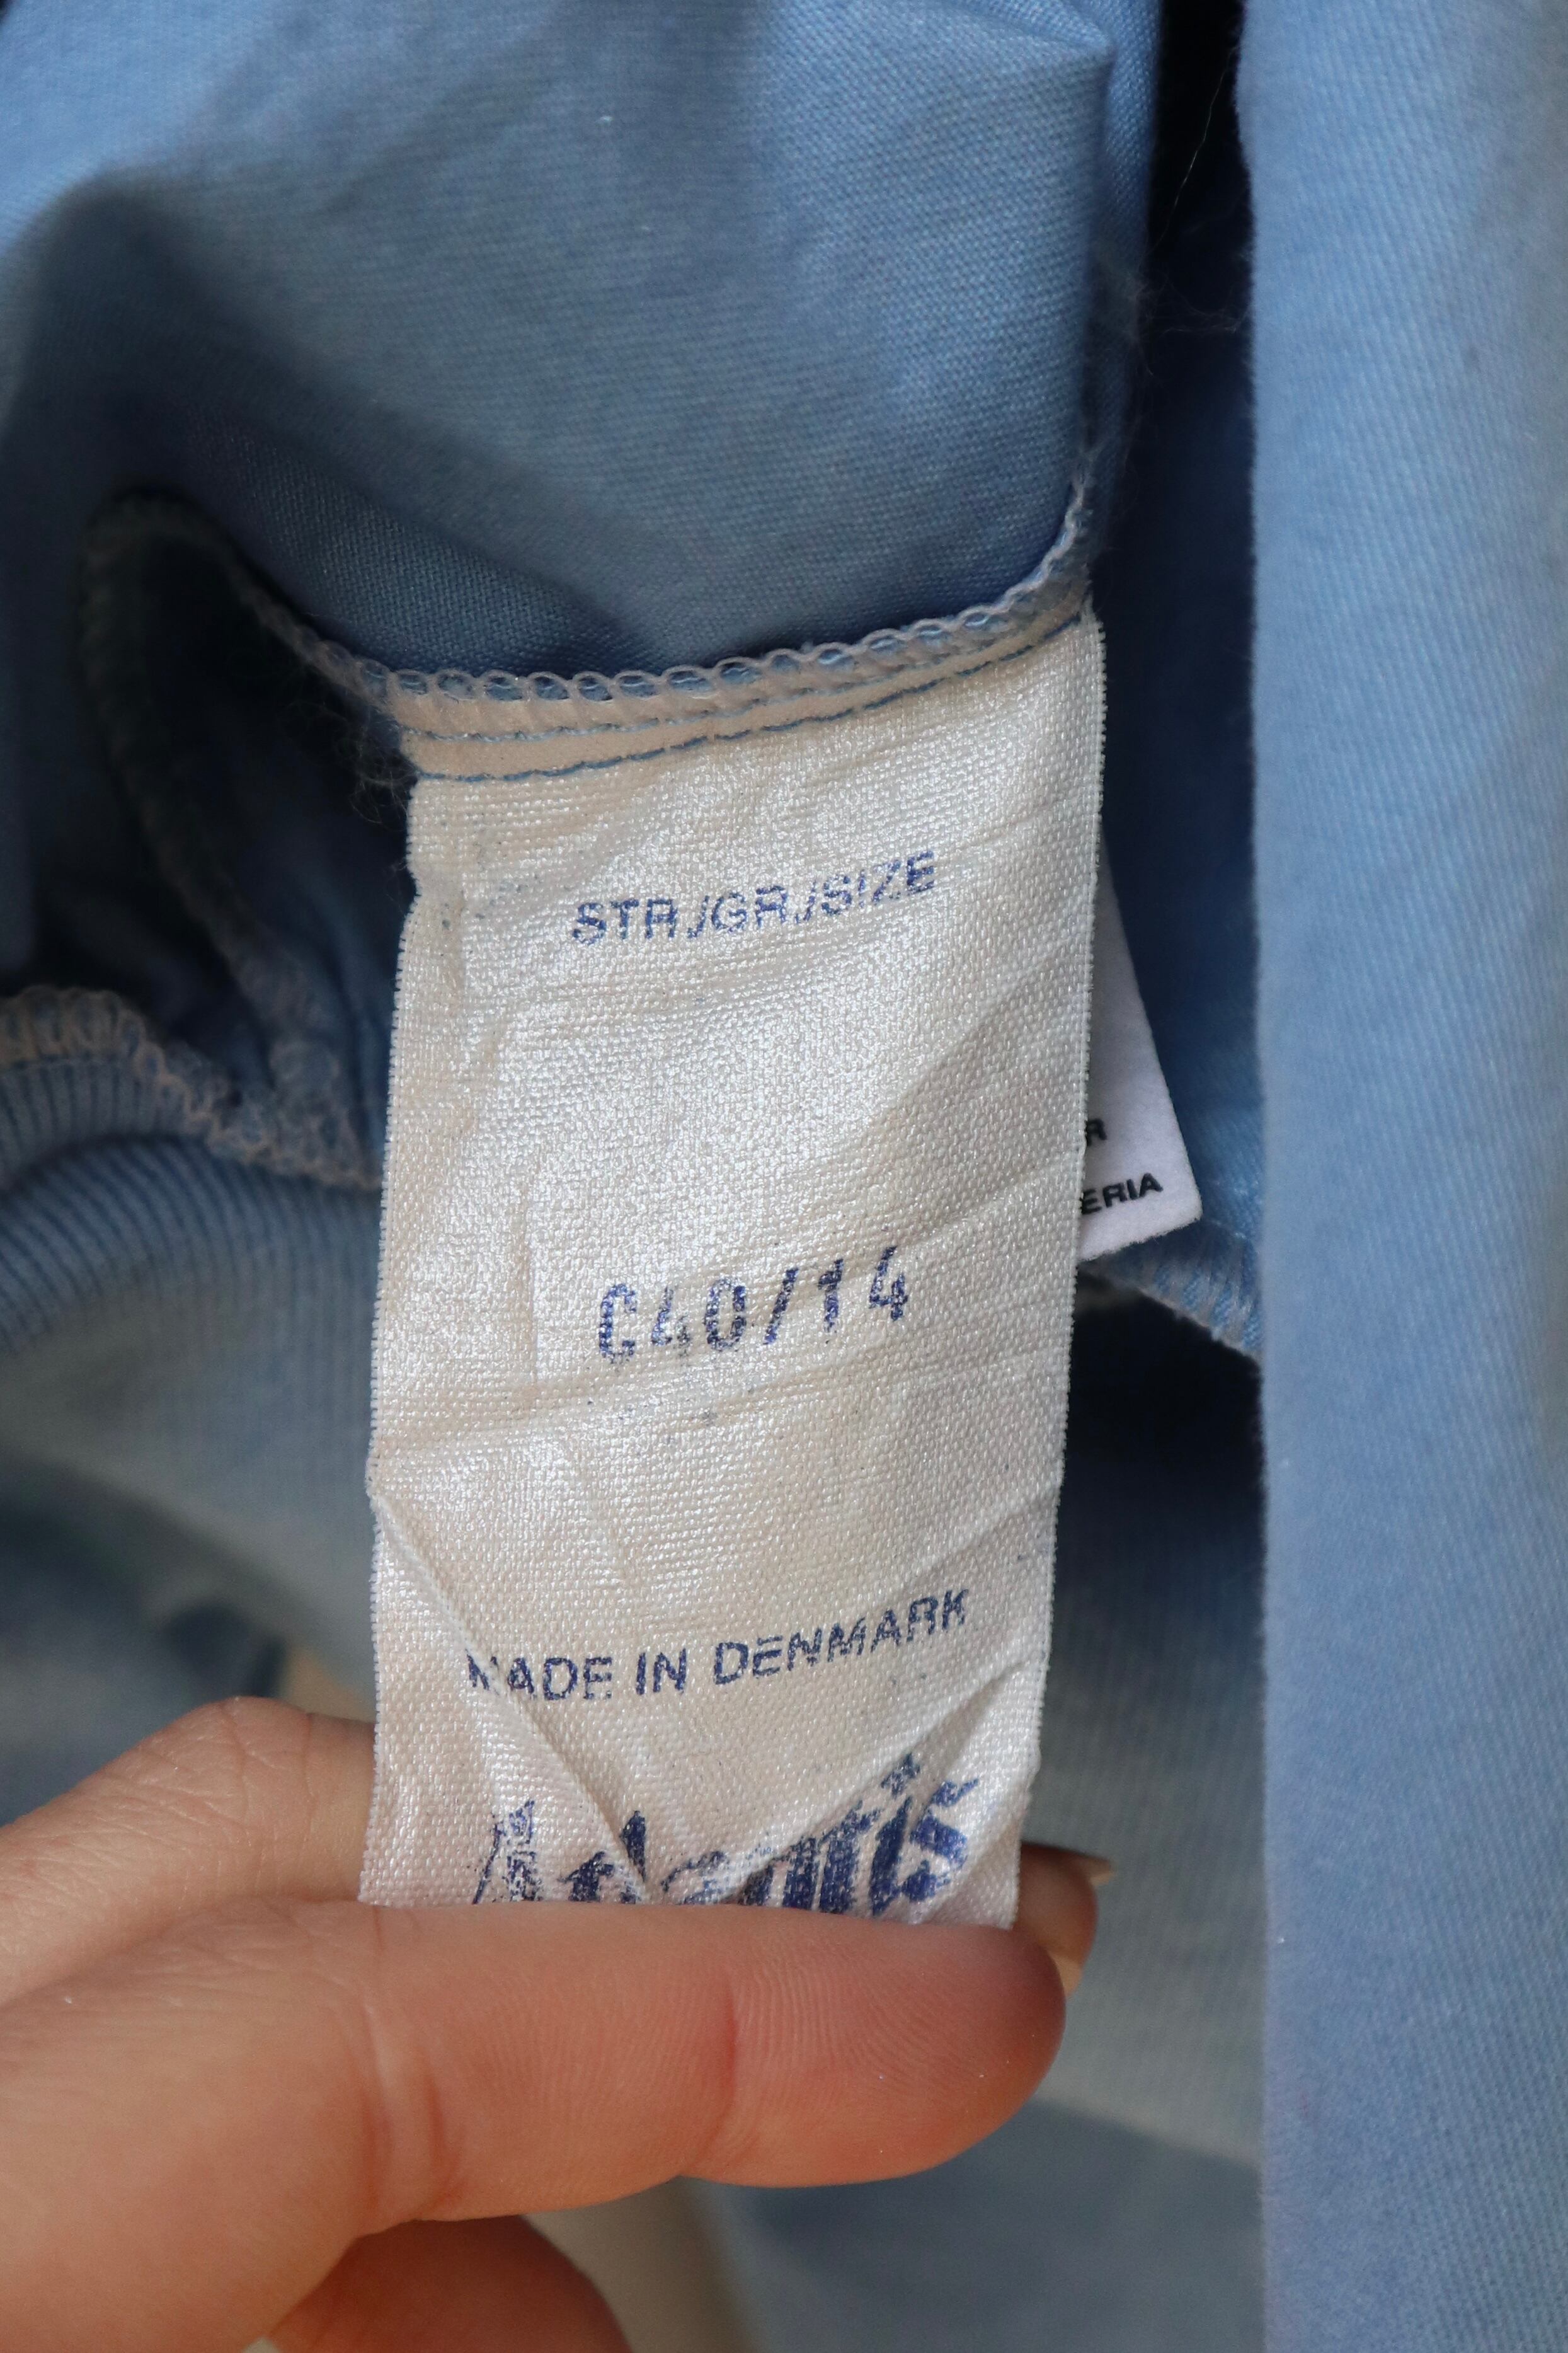 STR./GR./SIZE
C40/14
MADE IN DENMARK